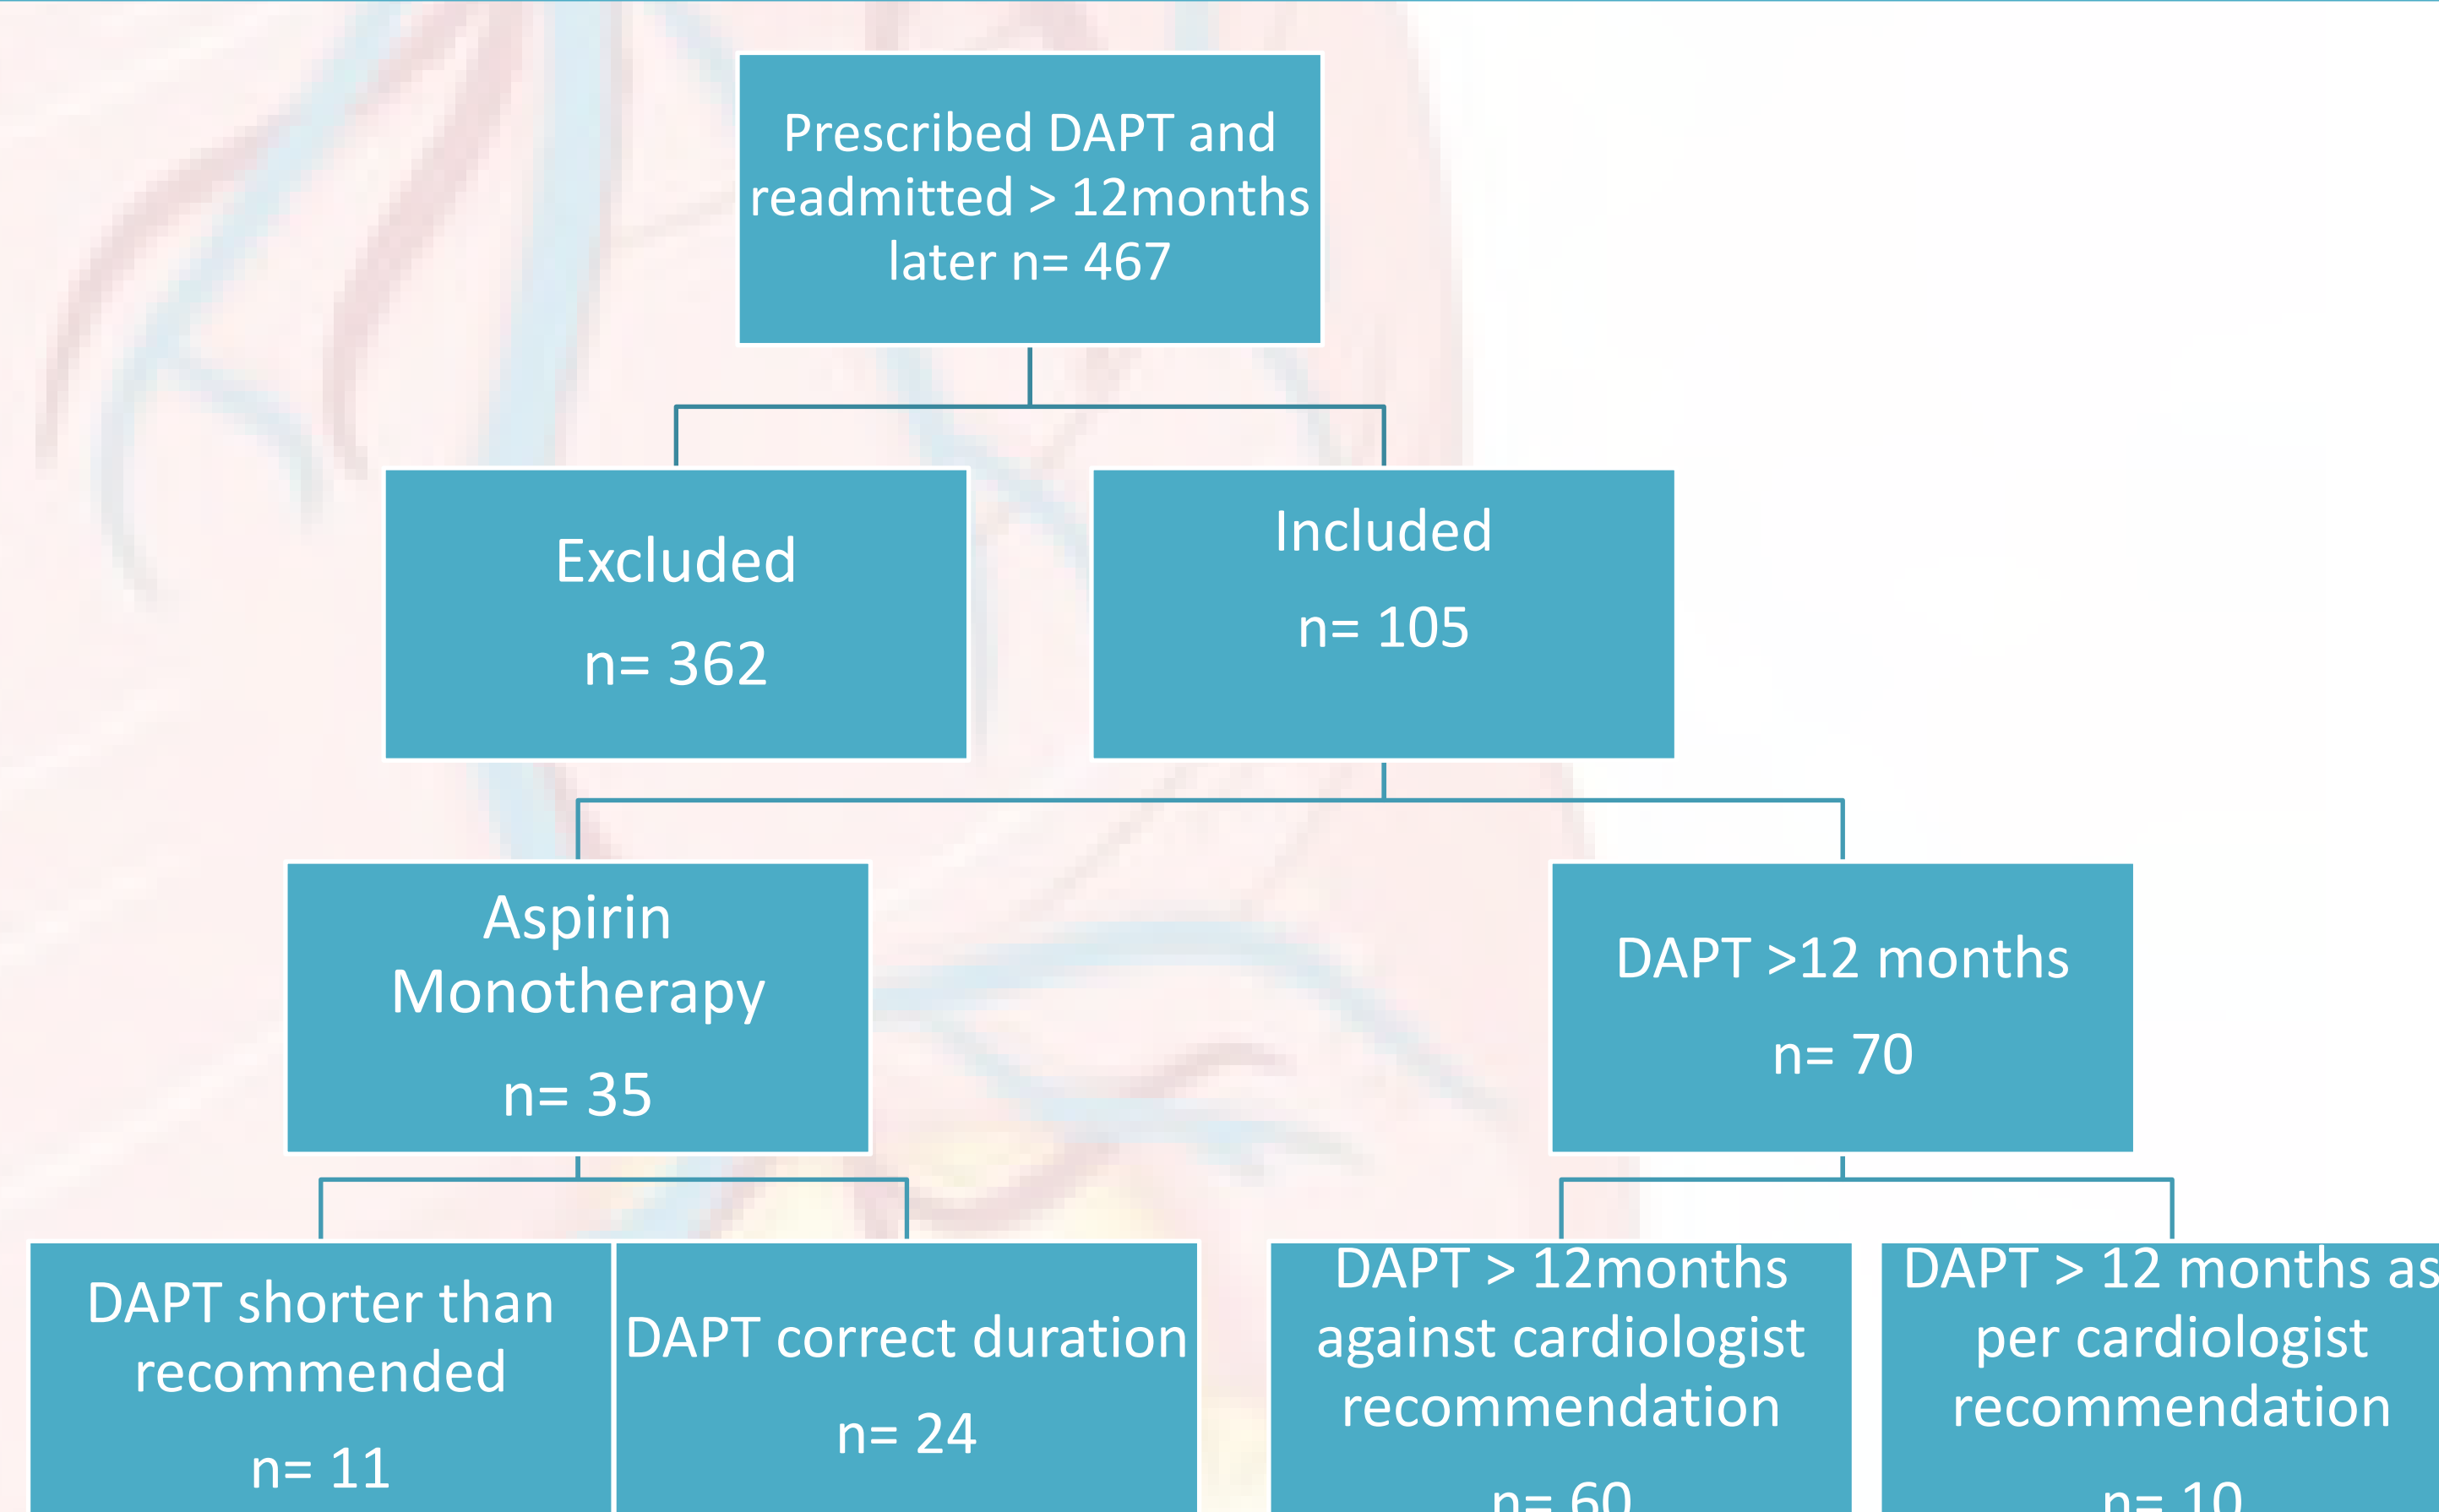 Prescribed DAPT and
readmitted > 12months
later n= 467
Excluded
n= 362
Included
n= 105
Aspirin
Monotherapy
n= 35
DAPT >12 months
n= 70
DAPT shorter than
recommended
n= 11
DAPT correct duration
n= 24
DAPT > 12months
against cardiologist
recommendation
n= 60
DAPT > 12 months as
per cardiologist
recommendation
n= 10